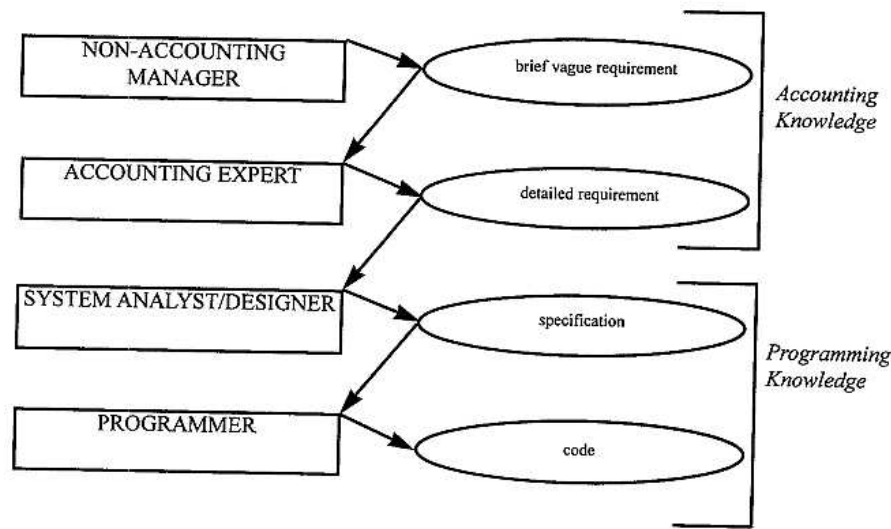 NON-ACCOUNTING
MANAGER
brief vague requirement
Accounting
Knowledge
ACCOUNTING EXPERT
detailed requirement
SYSTEM ANALYST/DESIGNER
specification
Programming
Knowledge
PROGRAMMER
code